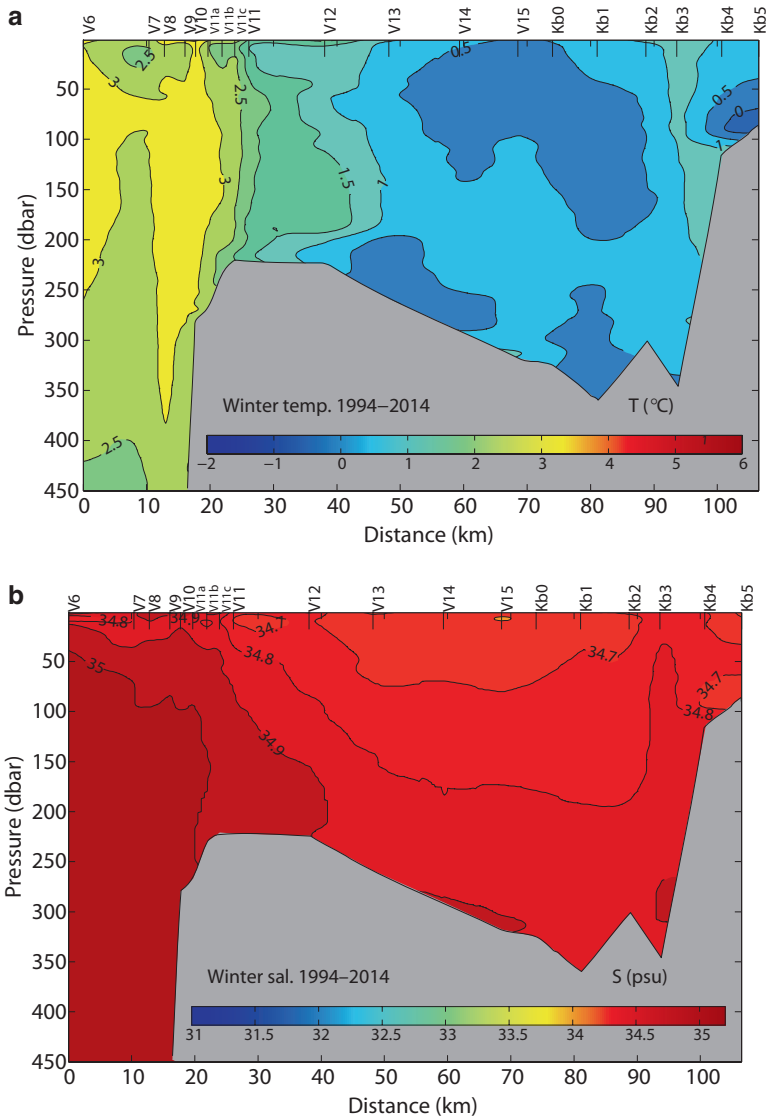 a
V6 V7 V8 V9 V10 V11a V11b V11c V11 V12 V13 V14 V15 Kb0 Kb1 Kb2 Kb3 Kb4 Kb5
2.5 0.5
50 3 2.5 0.5
0
100 1
150 3 1.5 1
200
3
250
300
350
Winter temp. 1994–2014 T (°C)
400
2.5
−2 −1 0 1 2 3 4 5 6
450
0 10 20 30 40 50 60 70 80 90 100
Pressure (dbar)
Distance (km)
b
V6 V7 V8 V9 V10 V11a V11b V11c V11 V12 V13 V14 V15 Kb0 Kb1 Kb2 Kb3 Kb4 Kb5
34.8 34.9 34.7
50 35 34.8 34.7
34.7
100 34.8
34.9
150
200
250
300
350
Winter sal. 1994–2014 S (psu)
400
31 31.5 32 32.5 33 33.5 34 34.5 35
450
0 10 20 30 40 50 60 70 80 90 100
Pressure (dbar)
Distance (km)